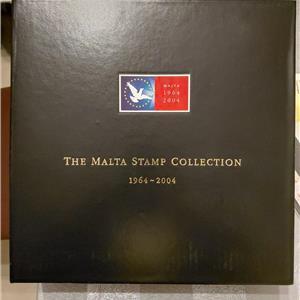 MALTA
1964
2004
THE MALTA STAMP COLLECTION
1964-2004